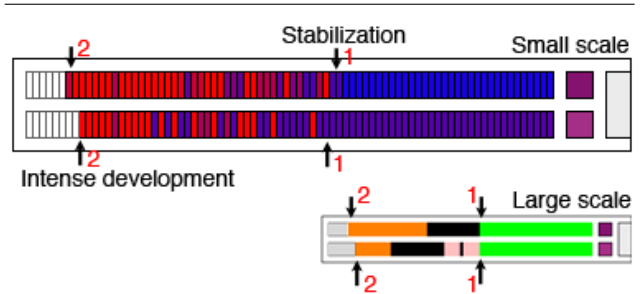 Stabilization
2
1
Small scale
2
1
Intense development
Large scale
2
1
2
1